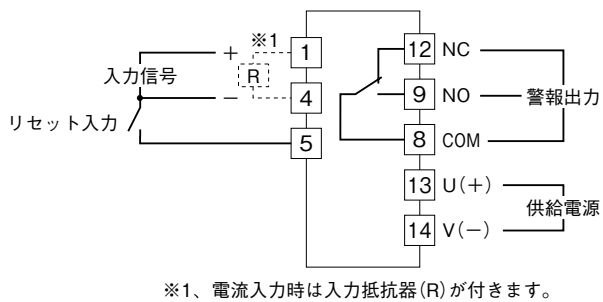 ※1
+
1
入力信号
R
−
4
リセット入力
5
12 NC
9 NO
警報出力
8 COM
13 U(+)
供給電源
14 V(−)
※1、電流入力時は入力抵抗器(R)が付きます。